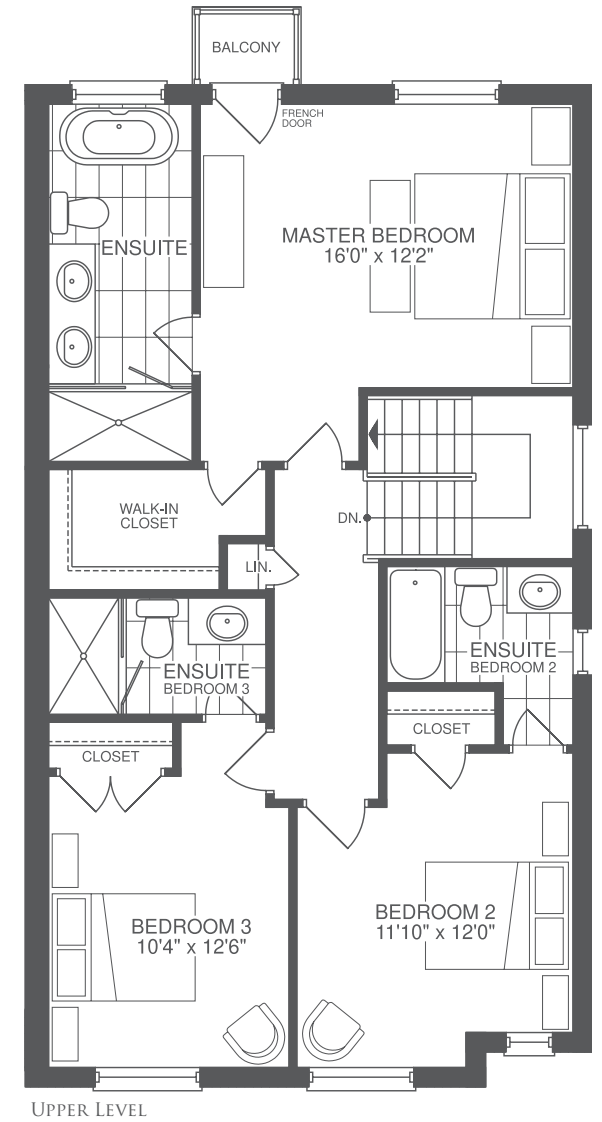 BALCONY
FRENCH
DOOR
ENSUITE
MASTER BEDROOM
16'0" x 12'2"
WALK-IN
CLOSET
DN.
LIN.
ENSUITE
BEDROOM 3
ENSUITE
BEDROOM 2
CLOSET
CLOSET
BEDROOM 3
10'4" x 12'6"
BEDROOM 2
11'10" x 12'0"
UPPER LEVEL